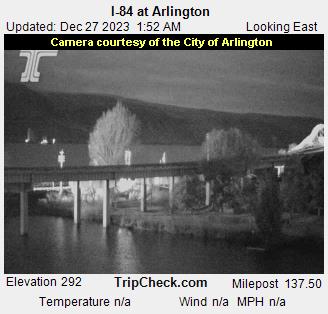 I-84 at Arlington
Updated: Dec 27 2023 1:52 AM Looking East
Camera courtesy of the City of Arlington
Elevation 292 TripCheck.com Milepost 137.50
Temperature n/a Wind n/a MPH n/a